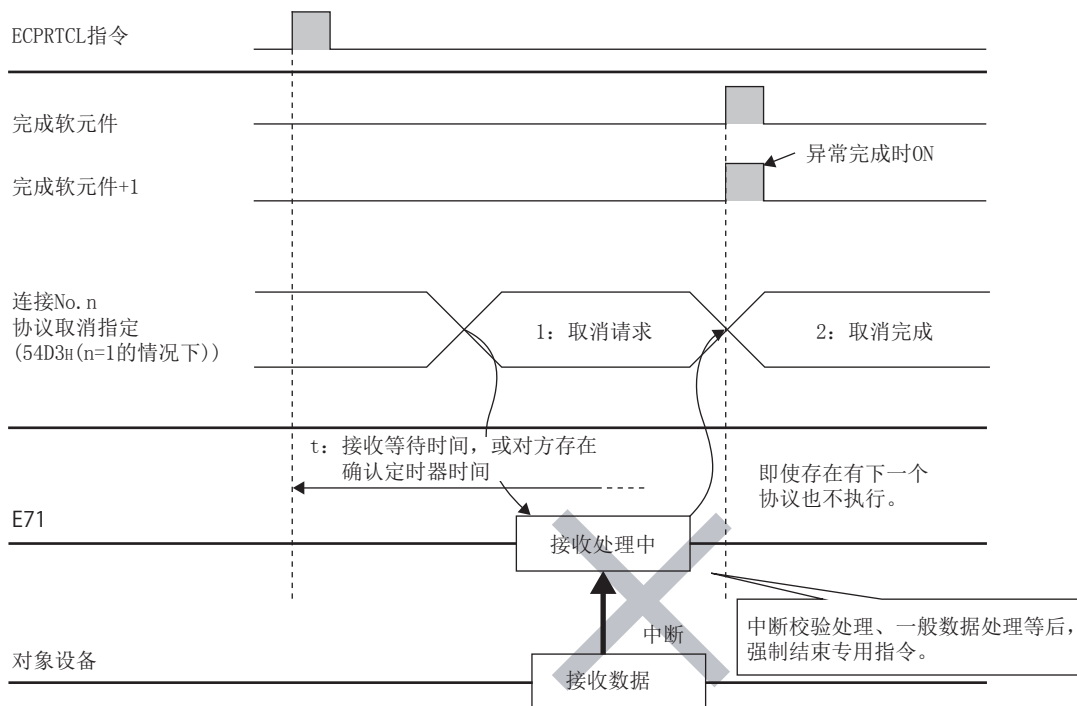 ECPRTCL指令
完成软元件
异常完成时ON
完成软元件+1
连接No.n
协议取消指定
(54D3H(n=1的情况下))
1: 取消请求
2: 取消完成
t: 接收等待时间，或对方存在
确认定时器时间
即使存在有下一个
协议也不执行。
E71
接收处理中
中断
中断校验处理、一般数据处理等后，
强制结束专用指令。
对象设备
接收数据